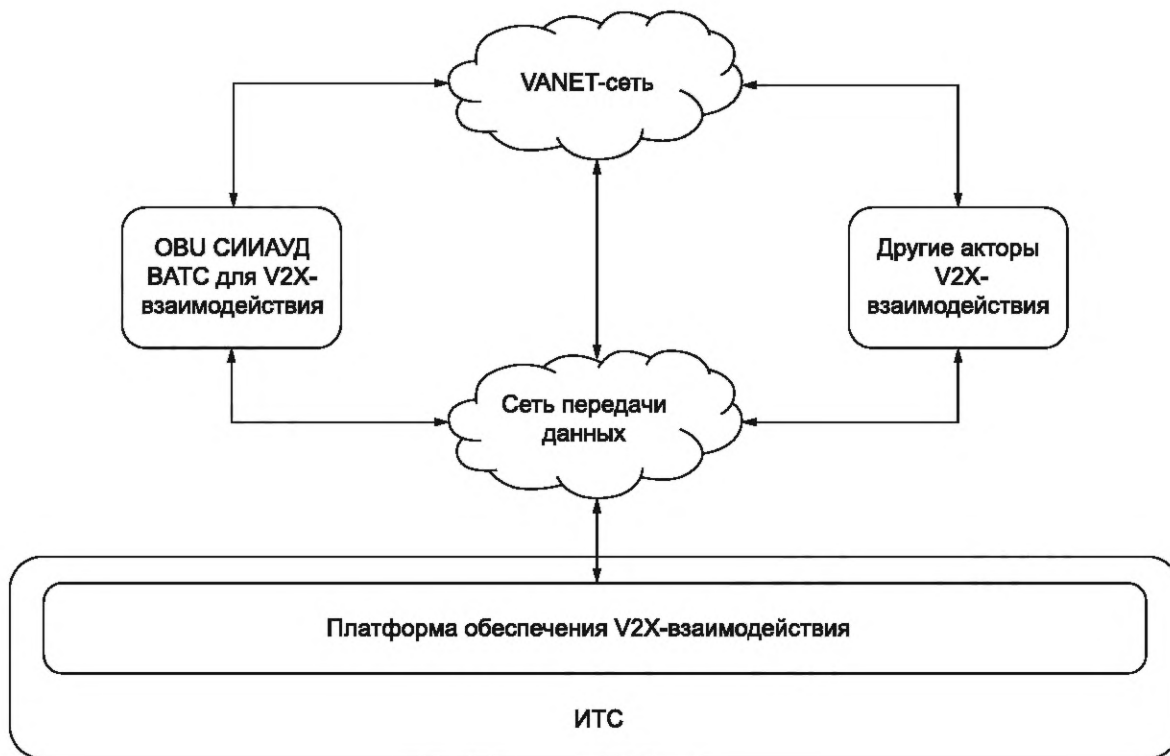 VANET-сеть
OBU СИИАУД
ВАТС для V2X-
взаимодействия
Другие акторы
V2X-
взаимодействия
Сеть передачи
данных
Платформа обеспечения V2X-взаимодействия
ИТС